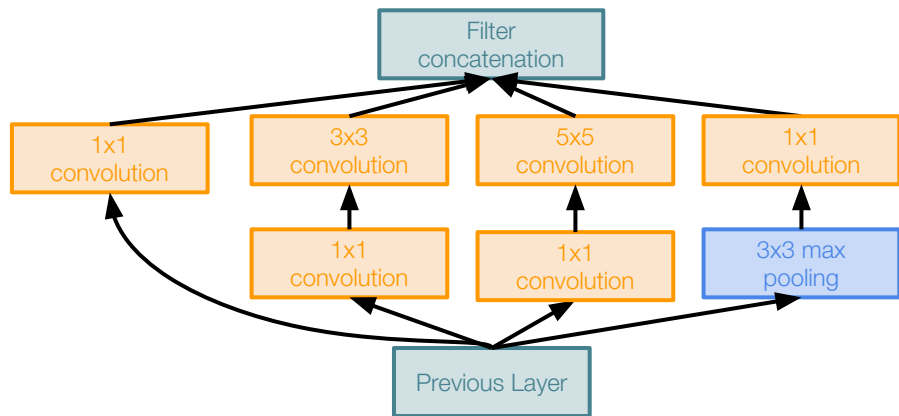 Filter
concatenation
1x1
convolution
3x3
convolution
5x5
convolution
1x1
convolution
1x1
convolution
1x1
convolution
3x3 max
pooling
Previous Layer